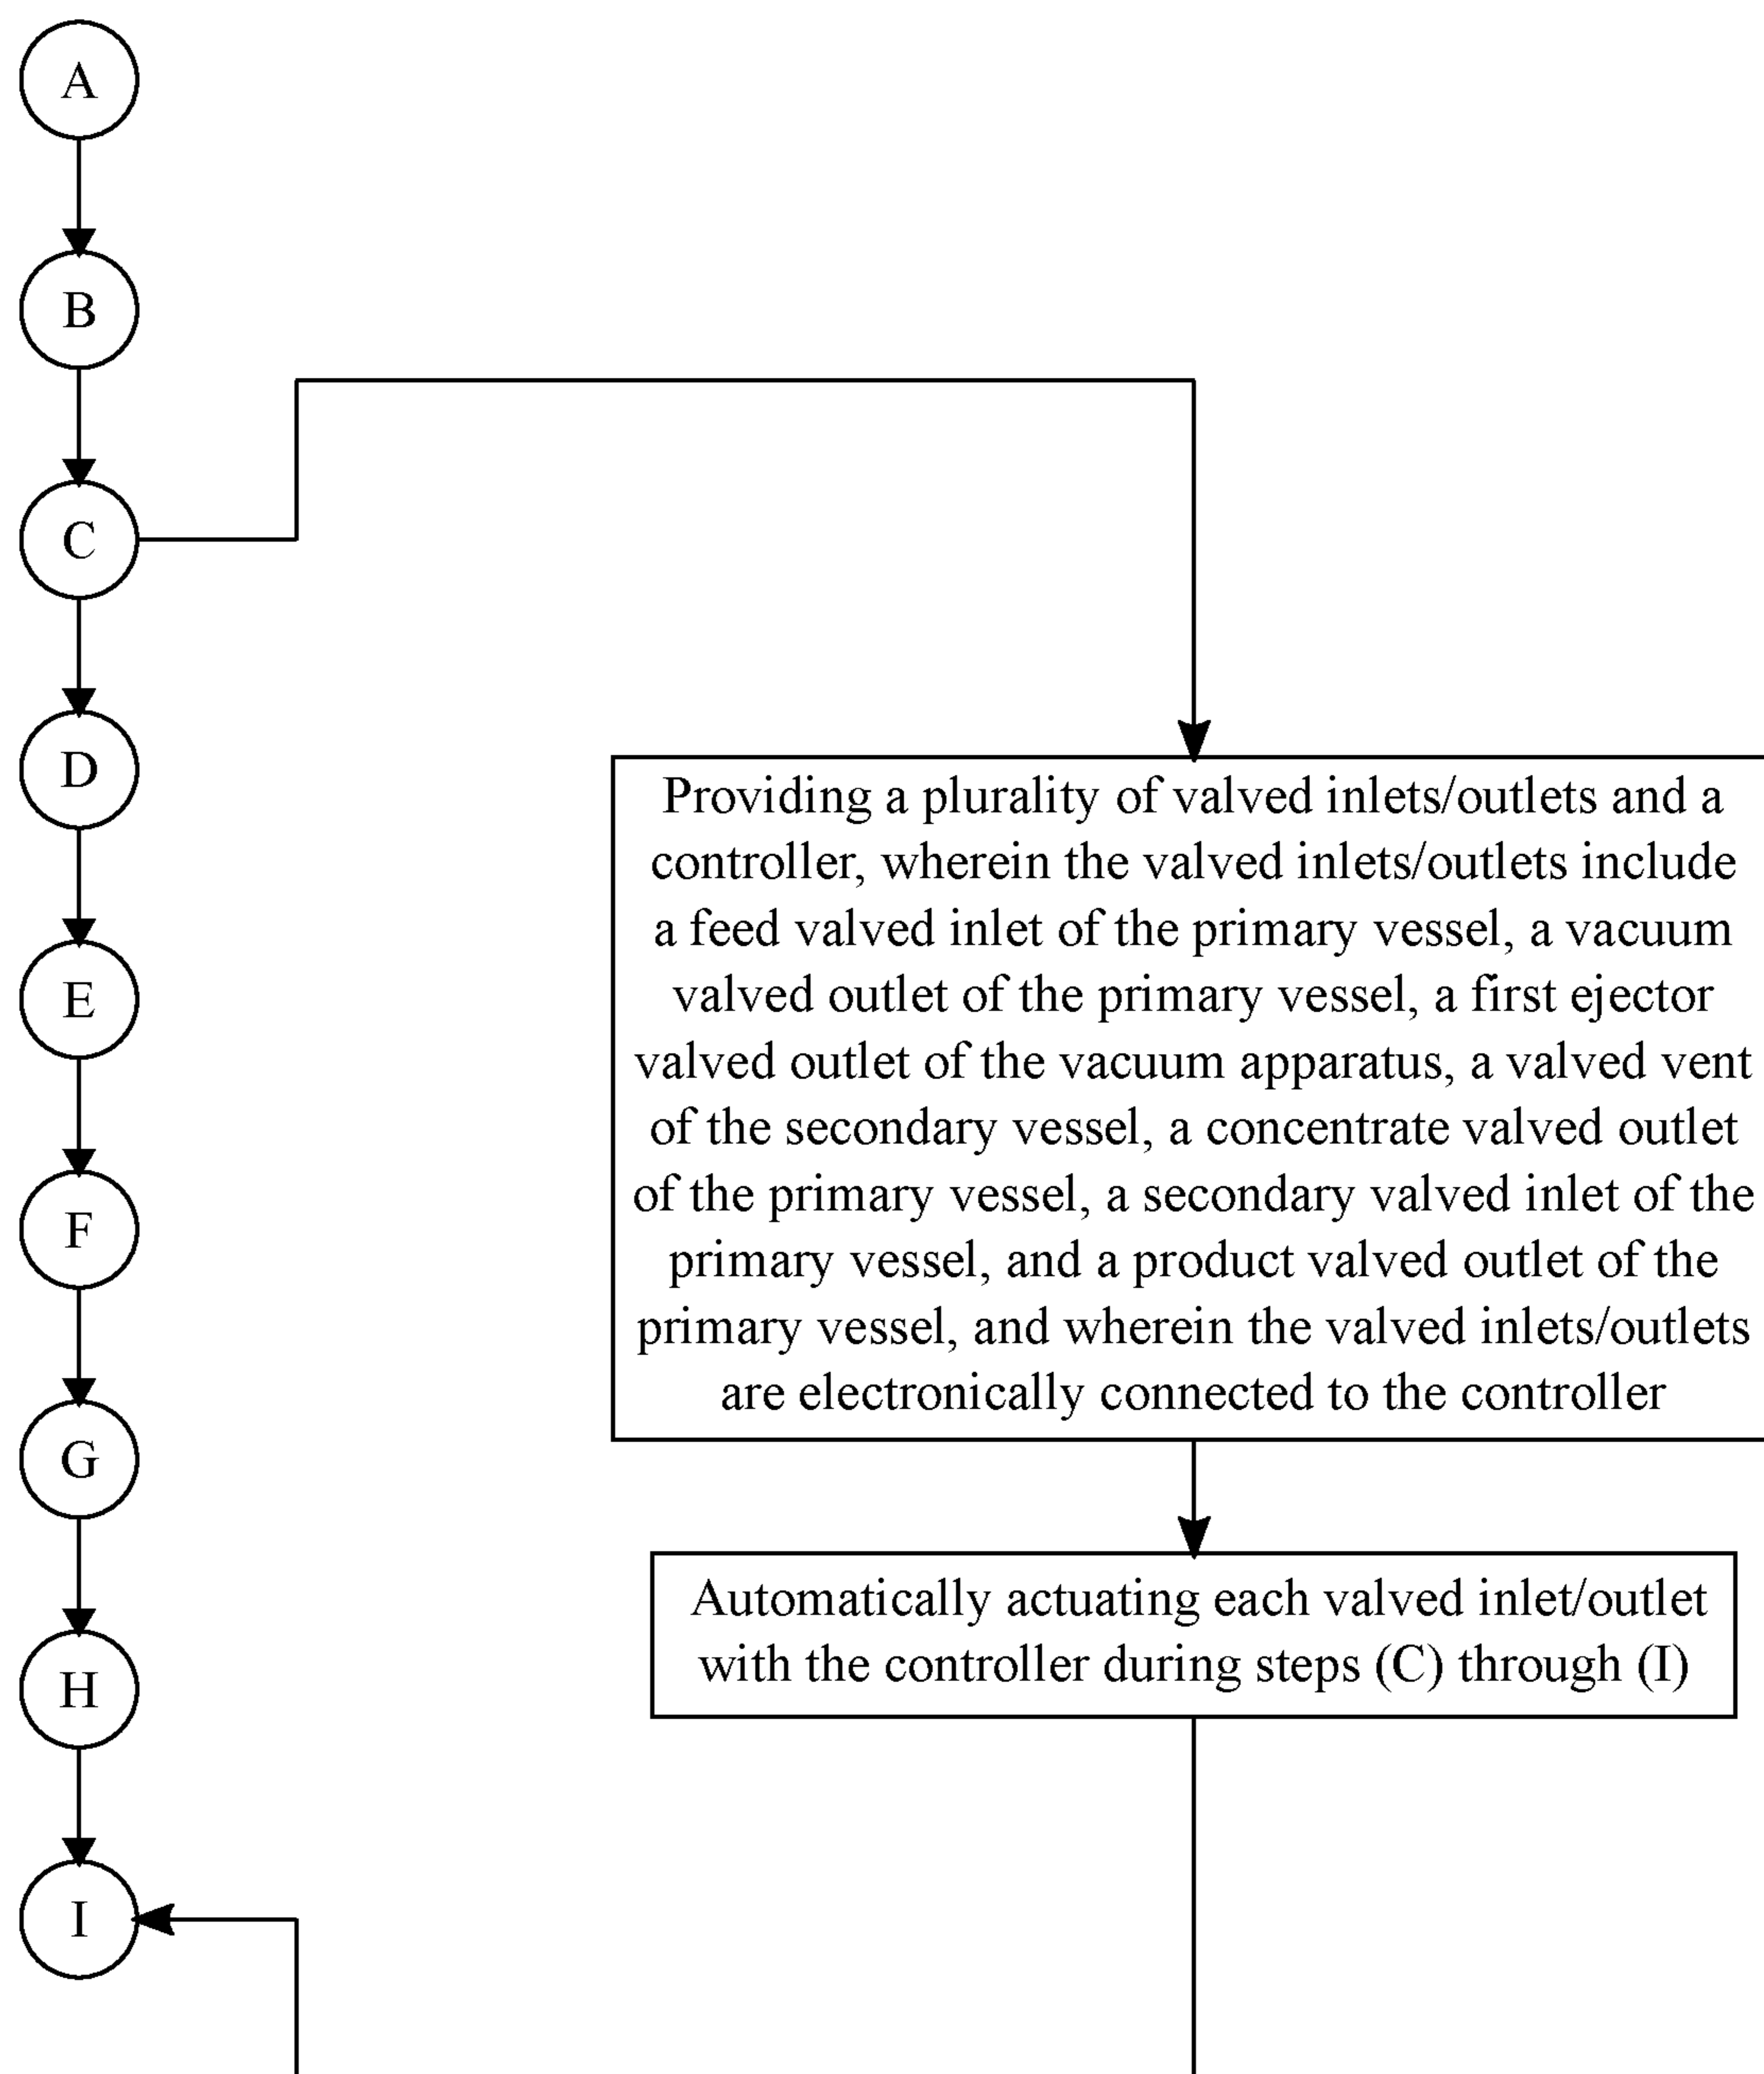 A
B
C
D
E
F
G
H
I
Providing a plurality of valved inlets/outlets and a
controller, wherein the valved inlets/outlets include
a feed valved inlet of the primary vessel, a vacuum
valved outlet of the primary vessel, a first ejector
valved outlet of the vacuum apparatus, a valved vent
of the secondary vessel, a concentrate valved outlet
of the primary vessel, a secondary valved inlet of the
primary vessel, and a product valved outlet of the
primary vessel, and wherein the valved inlets/outlets
are electronically connected to the controller
Automatically actuating each valved inlet/outlet
with the controller during steps (C) through (I)